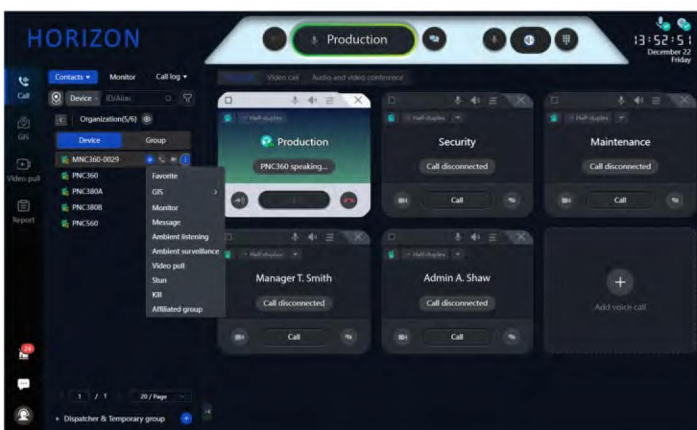 HORIZON
Production
13:52:51
December 22
Friday
Call
GIS
Video pull
Report
24
Contacts
Monitor
Call log
Device
ID/Alias
Organization(5/6)
Device
Group
MNC360-0029
PNC360
PNC380A
PNC380B
PNC560
Favorite
GIS
Monitor
Message
Ambient listening
Ambient surveillance
Video pull
Stun
Kill
Affiliated group
1 / 1
20 / Page
Dispatcher & Temporary group
Video call
Audio and video conference
Half-duplex
Production
PNC360 speaking...
Half-duplex
Security
Call disconnected
Call
Half-duplex
Maintenance
Call disconnected
Call
Half-duplex
Manager T. Smith
Call disconnected
Call
Half-duplex
Admin A. Shaw
Call disconnected
Call
Add voice call